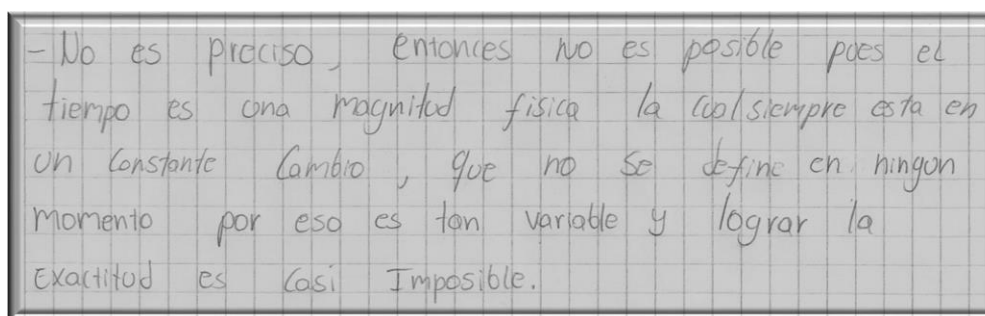 - No es preciso, entonces no es posible pues el
tiempo es una magnitud fisica la cual siempre esta en
un constante Cambio, que no se define en ningun
momento por eso es tan variable y lograr la
Exactitud es casi Imposible.